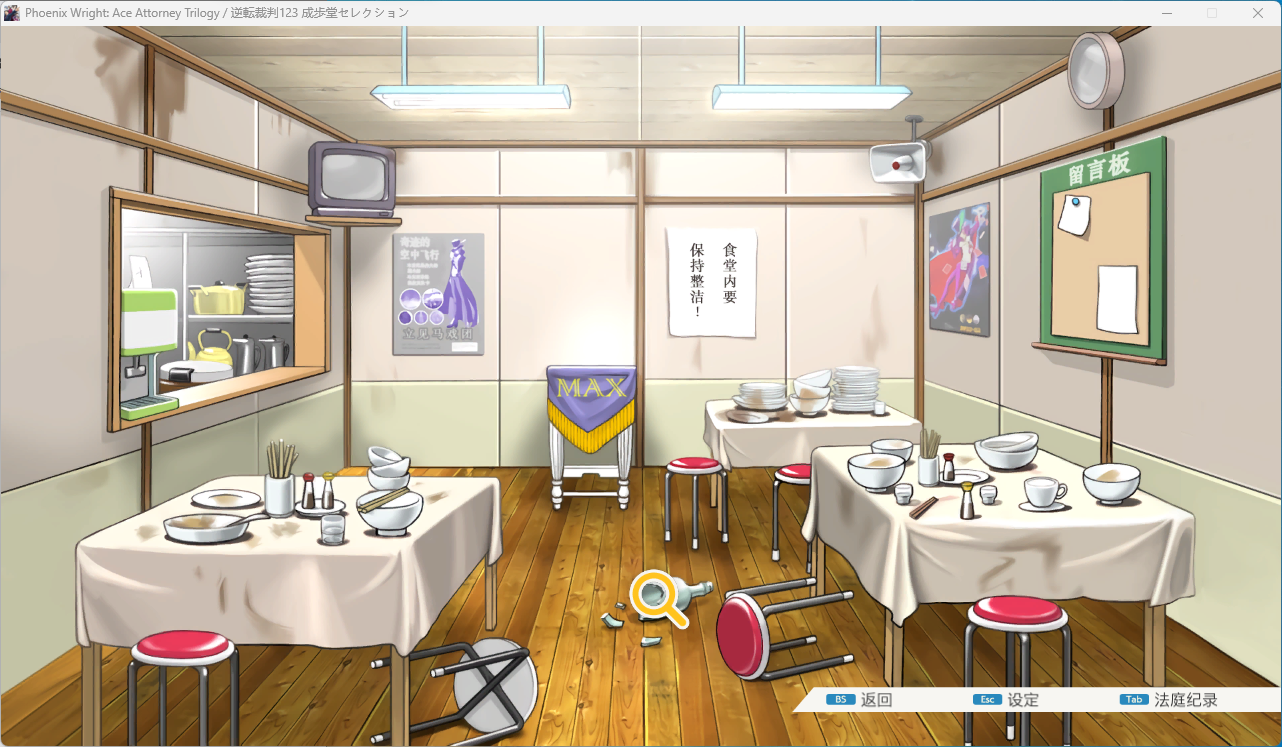 Phoenix Wright: Ace Attorney Trilogy / 逆転裁判123 成歩堂セレクション
留言板
奇迹的
空中飞行
立见马戏团
食堂内要
保持整洁！
MAX
BS 返回
Esc 设定
Tab 法庭纪录